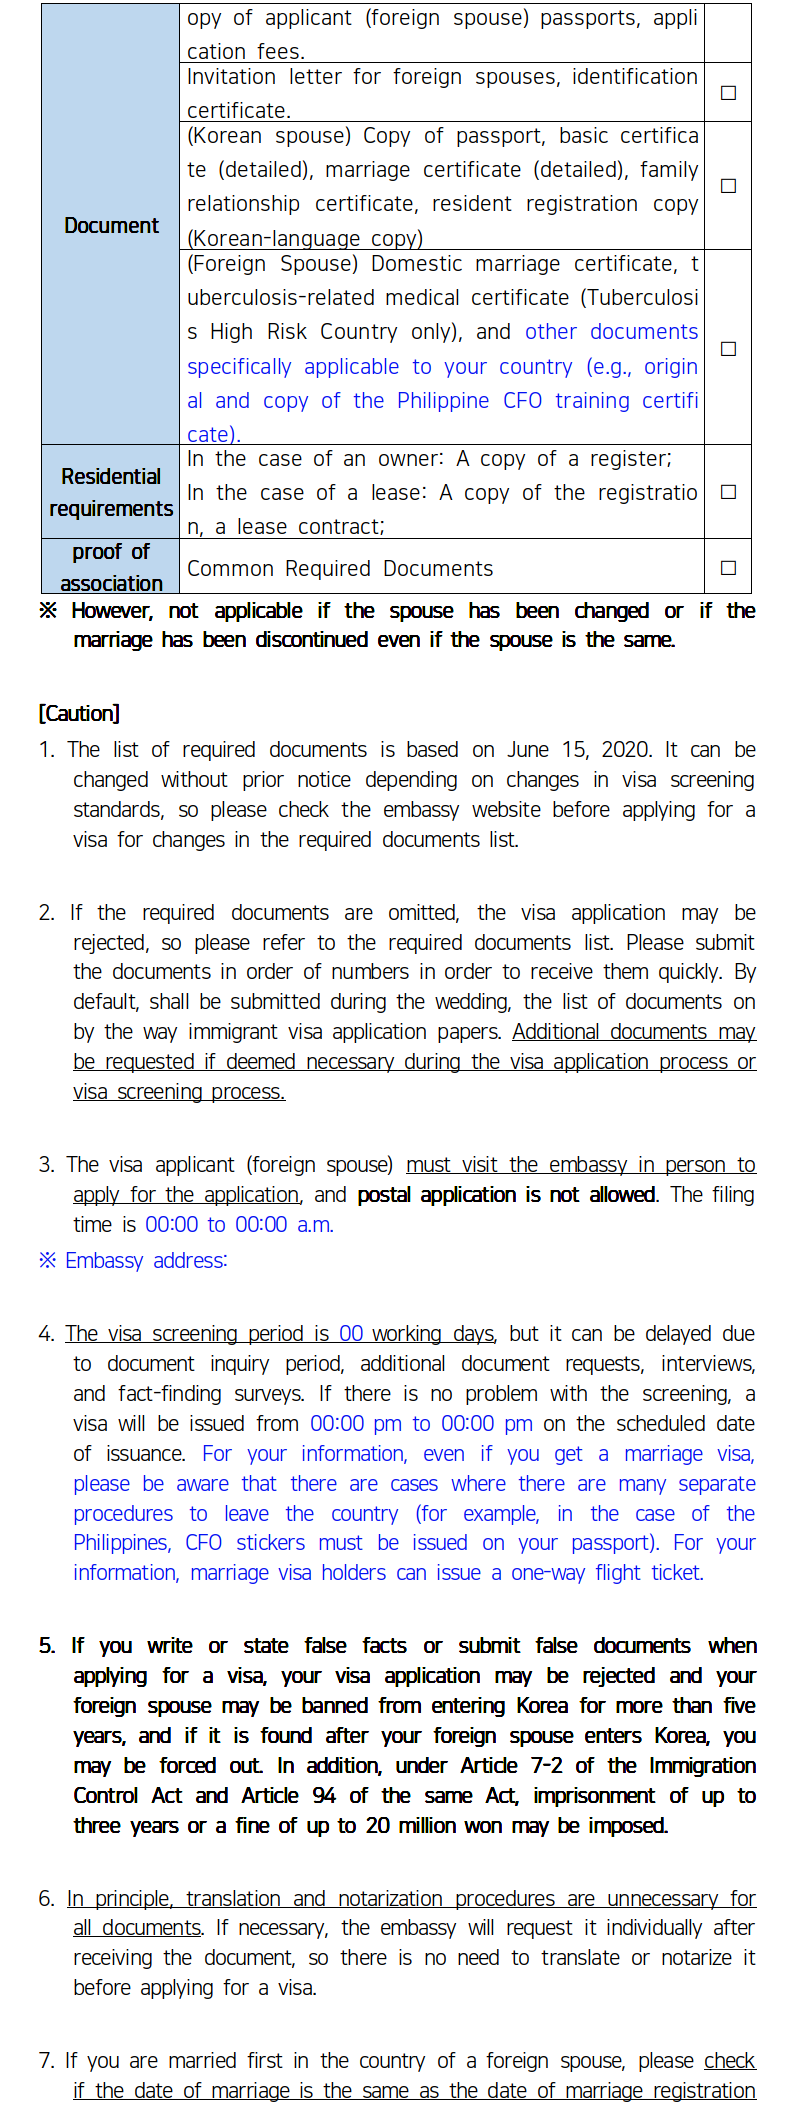 opy of applicant (foreign spouse) passports, appli
cation fees.
Invitation letter for foreign spouses, identification
certificate.
☐
(Korean spouse) Copy of passport, basic certifica
te (detailed), marriage certificate (detailed), family
relationship certificate, resident registration copy
(Korean-language copy)
☐
Document
(Foreign Spouse) Domestic marriage certificate, t
uberculosis-related medical certificate (Tuberculosi
s High Risk Country only), and other documents
specifically applicable to your country (e.g., origin
al and copy of the Philippine CFO training certifi
cate).
☐
Residential
requirements
In the case of an owner: A copy of a register;
In the case of a lease: A copy of the registratio
n, a lease contract;
☐
proof of
association
Common Required Documents
☐
※ However, not applicable if the spouse has been changed or if the
marriage has been discontinued even if the spouse is the same.
[Caution]
1. The list of required documents is based on June 15, 2020. It can be
changed without prior notice depending on changes in visa screening
standards, so please check the embassy website before applying for a
visa for changes in the required documents list.
2. If the required documents are omitted, the visa application may be
rejected, so please refer to the required documents list. Please submit
the documents in order of numbers in order to receive them quickly. By
default, shall be submitted during the wedding, the list of documents on
by the way immigrant visa application papers. Additional documents may
be requested if deemed necessary during the visa application process or
visa screening process.
3. The visa applicant (foreign spouse) must visit the embassy in person to
apply for the application, and postal application is not allowed. The filing
time is 00:00 to 00:00 a.m.
※ Embassy address:
4. The visa screening period is 00 working days, but it can be delayed due
to document inquiry period, additional document requests, interviews,
and fact-finding surveys. If there is no problem with the screening, a
visa will be issued from 00:00 pm to 00:00 pm on the scheduled date
of issuance. For your information, even if you get a marriage visa,
please be aware that there are cases where there are many separate
procedures to leave the country (for example, in the case of the
Philippines, CFO stickers must be issued on your passport). For your
information, marriage visa holders can issue a one-way flight ticket.
5. If you write or state false facts or submit false documents when
applying for a visa, your visa application may be rejected and your
foreign spouse may be banned from entering Korea for more than five
years, and if it is found after your foreign spouse enters Korea, you
may be forced out. In addition, under Article 7-2 of the Immigration
Control Act and Article 94 of the same Act, imprisonment of up to
three years or a fine of up to 20 million won may be imposed.
6. In principle, translation and notarization procedures are unnecessary for
all documents. If necessary, the embassy will request it individually after
receiving the document, so there is no need to translate or notarize it
before applying for a visa.
7. If you are married first in the country of a foreign spouse, please check
if the date of marriage is the same as the date of marriage registration